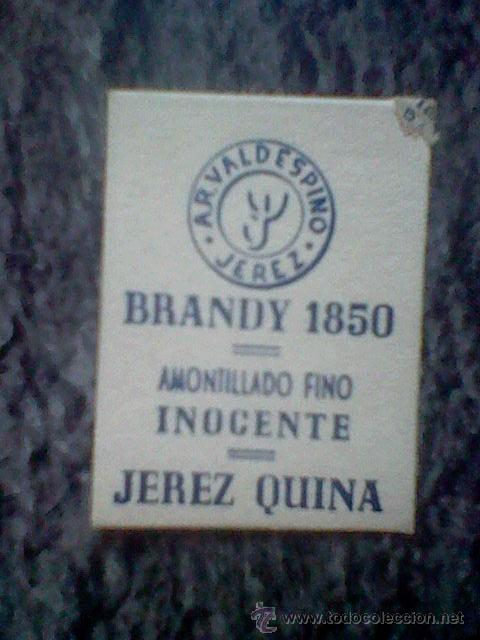 A.R. VALDESPINO
JEREZ
BRANDY 1850
AMONTILLADO FINO
INOCENTE
JEREZ QUINA
www.todocoleccion.net